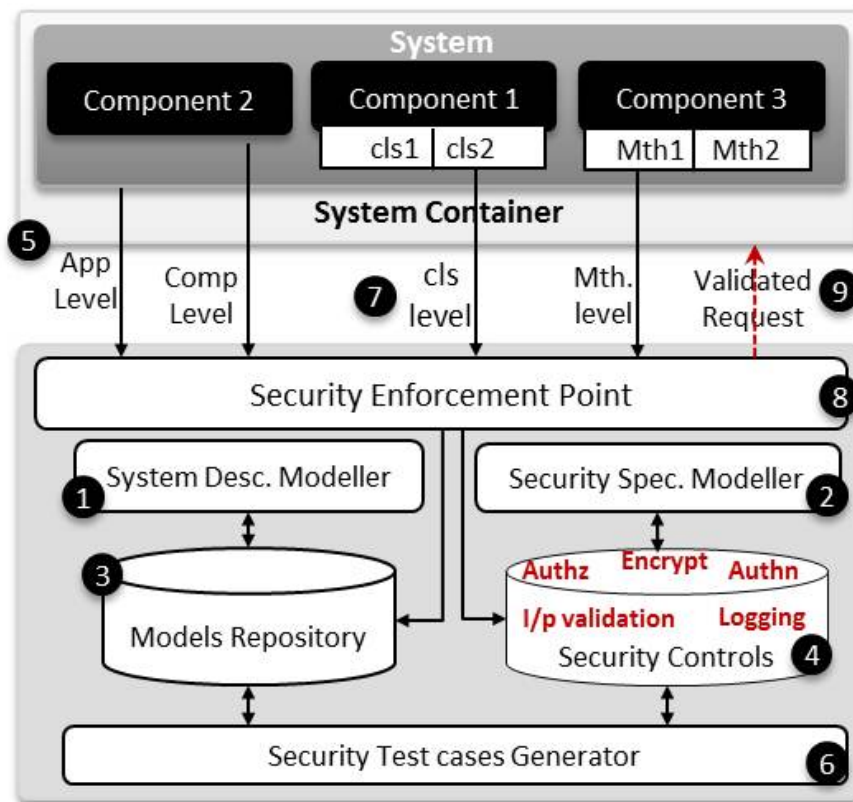 System
Component 2
Component 1
Component 3
cls1
cls2
Mth1
Mth2
System Container
5
App
Level
Comp
Level
7
cls
level
Mth.
level
Validated
Request
9
Security Enforcement Point
8
System Desc. Modeller
1
Security Spec. Modeller
2
3
Models Repository
Authz
Encrypt
Authn
I/p validation
Logging
Security Controls
4
Security Test cases Generator
6